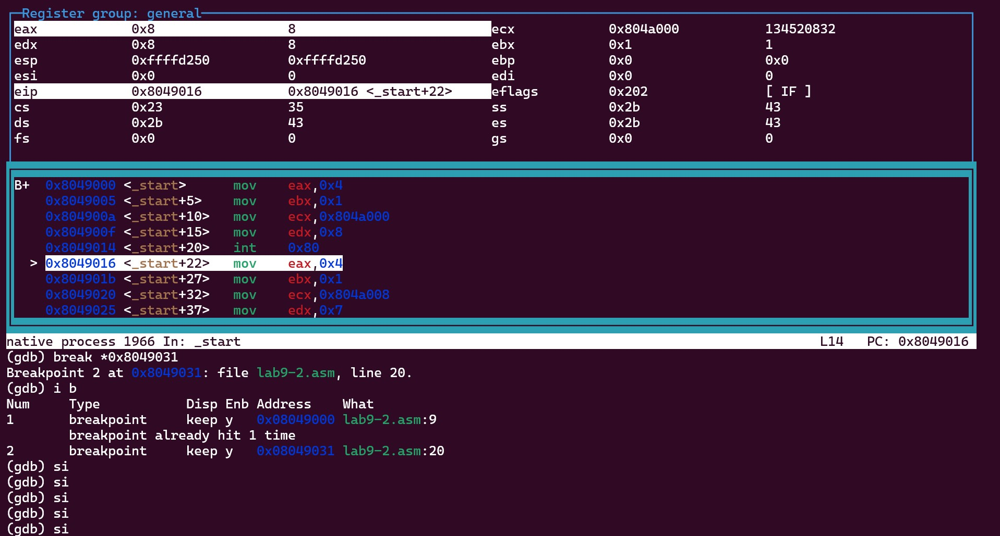 Register group: general
eax 0x8 8 ecx 0x804a000 134520832
edx 0x8 8 ebx 0x1 1
esp 0xffffd250 0xffffd250 ebp 0x0 0x0
esi 0x0 0 edi 0x0 0
eip 0x8049016 0x8049016 <_start+22> eflags 0x202 [ IF ]
cs 0x23 35 ss 0x2b 43
ds 0x2b 43 es 0x2b 43
fs 0x0 0 gs 0x0 0
B+ 0x8049000 <_start> mov eax,0x4
0x8049005 <_start+5> mov ebx,0x1
0x804900a <_start+10> mov ecx,0x804a000
0x804900f <_start+15> mov edx,0x8
0x8049014 <_start+20> int 0x80
> 0x8049016 <_start+22> mov eax,0x4
0x804901b <_start+27> mov ebx,0x1
0x8049020 <_start+32> mov ecx,0x804a008
0x8049025 <_start+37> mov edx,0x7
native process 1966 In: _start L14 PC: 0x8049016
(gdb) break *0x8049031
Breakpoint 2 at 0x8049031: file lab9-2.asm, line 20.
(gdb) i b
Num Type Disp Enb Address What
1 breakpoint keep y 0x08049000 lab9-2.asm:9
breakpoint already hit 1 time
2 breakpoint keep y 0x08049031 lab9-2.asm:20
(gdb) si
(gdb) si
(gdb) si
(gdb) si
(gdb) si